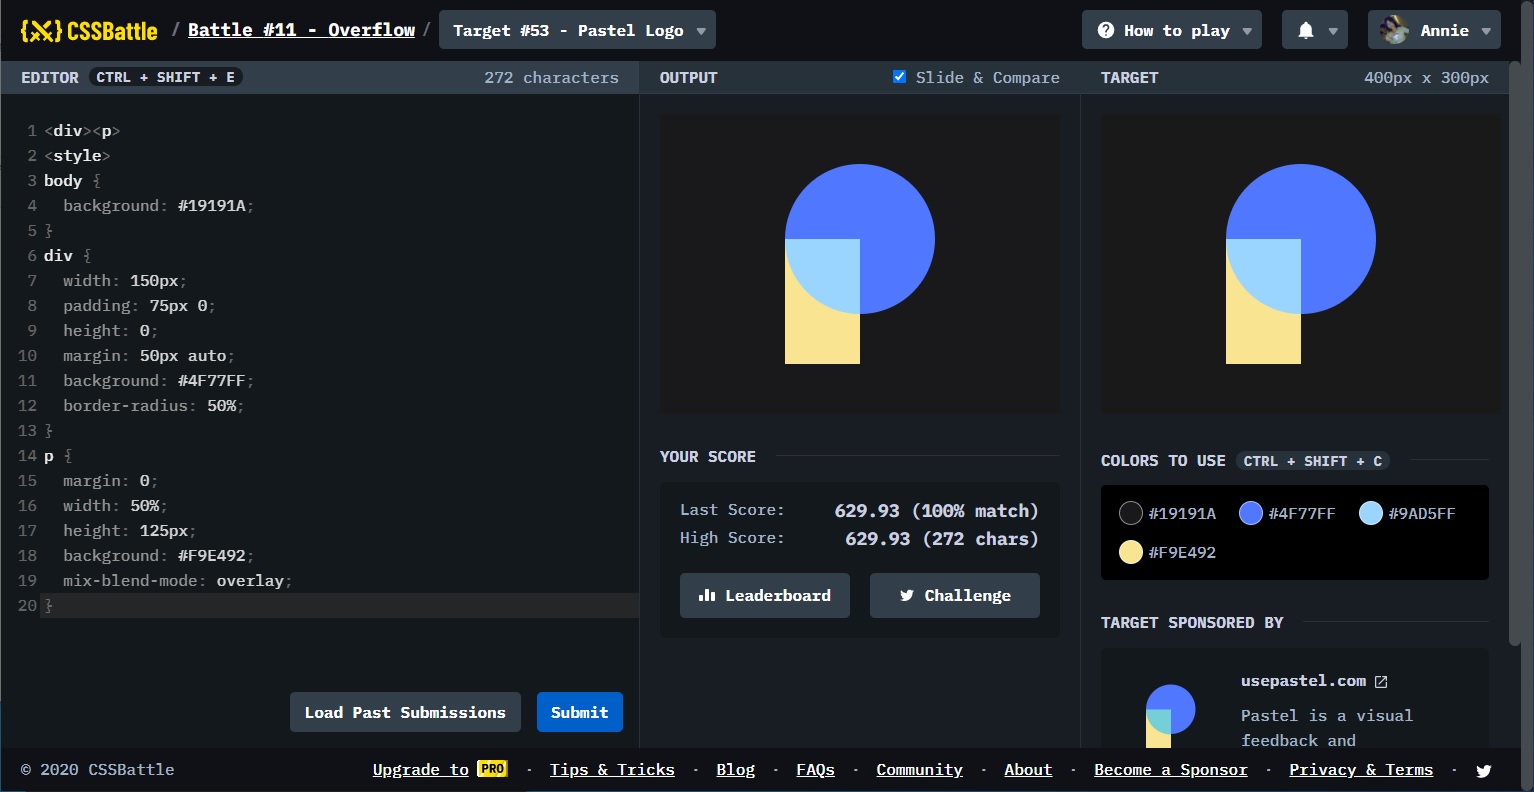 {※} CSSBattle / Battle #11 - Overflow / Target #53 - Pastel Logo How to play Annie
EDITOR CTRL + SHIFT + E 272 characters OUTPUT Slide & Compare TARGET 400px x 300px
1 <div><p>
2 <style>
3 body {
4 background: #19191A;
5 }
6 div {
7 width: 150px;
8 padding: 75px 0;
9 height: 0;
10 margin: 50px auto;
11 background: #4F77FF;
12 border-radius: 50%;
13 }
14 p {
15 margin: 0;
16 width: 50%;
17 height: 125px;
18 background: #F9E492;
19 mix-blend-mode: overlay;
20 }
Load Past Submissions Submit
YOUR SCORE
Last Score: 629.93 (100% match)
High Score: 629.93 (272 chars)
Leaderboard Challenge
COLORS TO USE CTRL + SHIFT + C
#19191A #4F77FF #9AD5FF
#F9E492
TARGET SPONSORED BY
usepastel.com
Pastel is a visual
feedback and
© 2020 CSSBattle Upgrade to PRO · Tips & Tricks · Blog · FAQs · Community · About · Become a Sponsor · Privacy & Terms ·